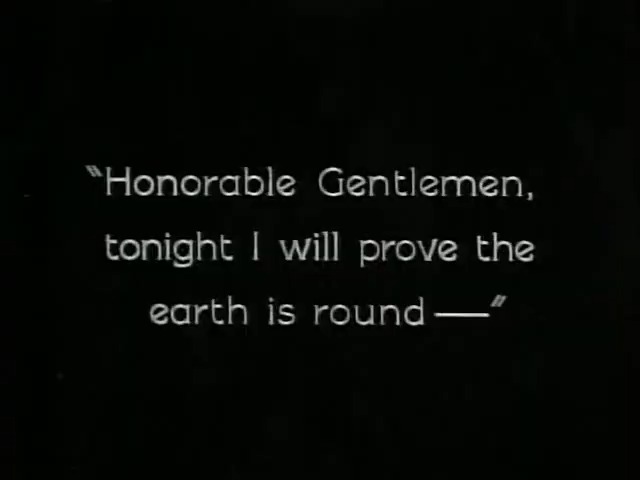 "Honorable Gentlemen,
tonight I will prove the
earth is round—"